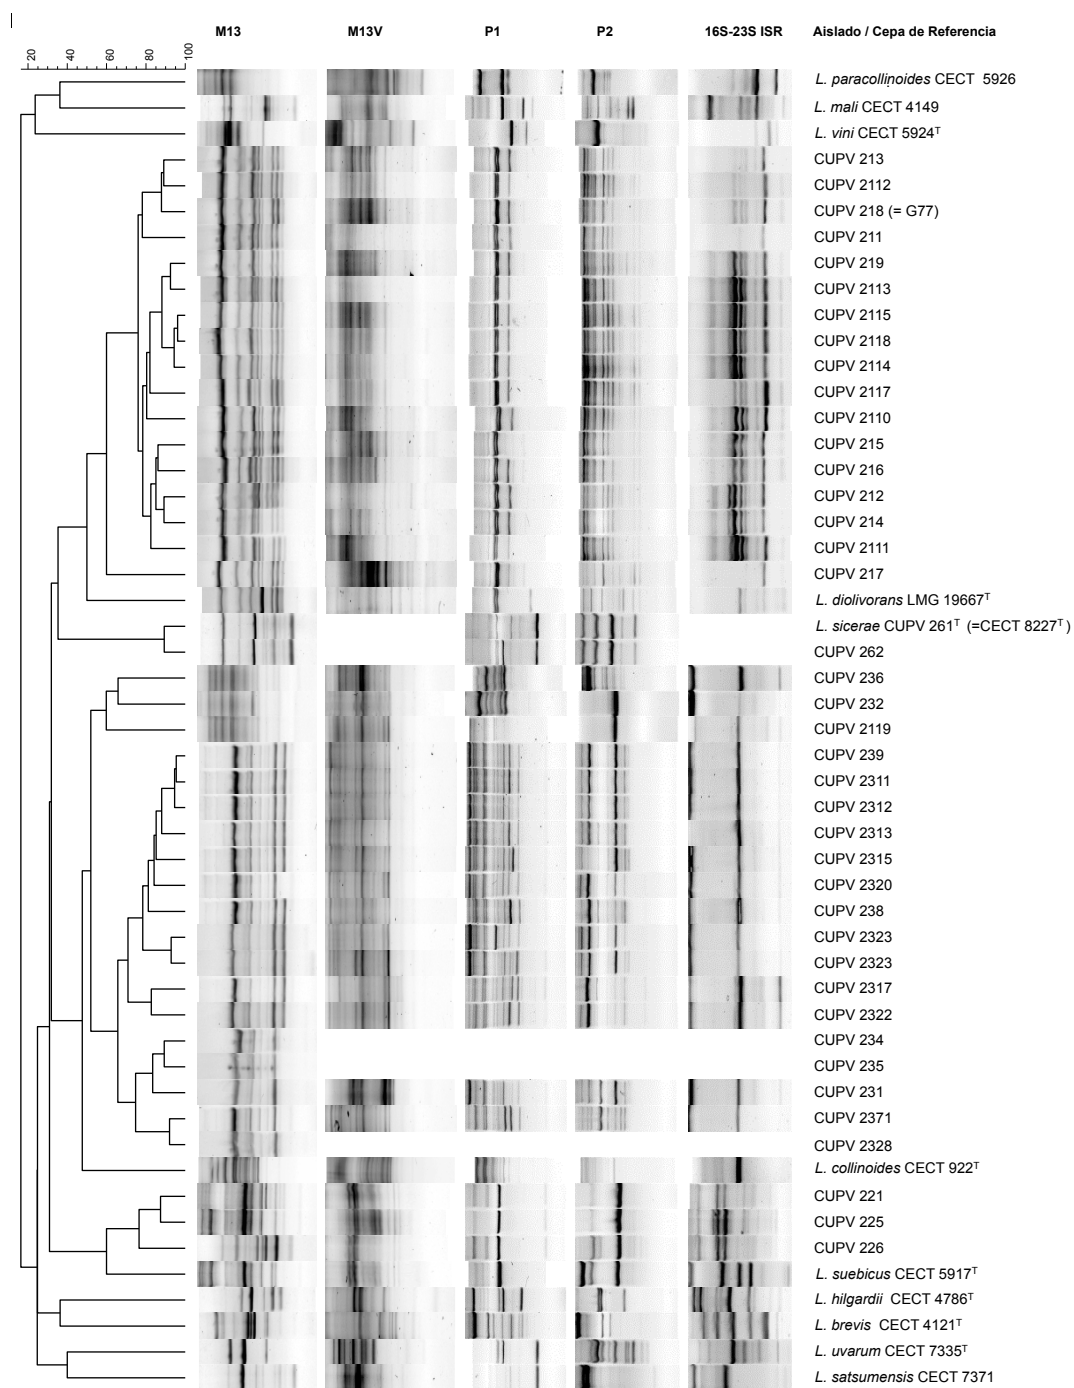 M13 M13V P1 P2 16S-23S ISR Aislado / Cepa de Referencia
20 40 60 80 100
L. paracollinoides CECT 5926
L. mali CECT 4149
L. vini CECT 5924ᵀ
CUPV 213
CUPV 2112
CUPV 218 (= G77)
CUPV 211
CUPV 219
CUPV 2113
CUPV 2115
CUPV 2118
CUPV 2114
CUPV 2117
CUPV 2110
CUPV 215
CUPV 216
CUPV 212
CUPV 214
CUPV 2111
CUPV 217
L. diolivorans LMG 19667ᵀ
L. sicerae CUPV 261ᵀ (=CECT 8227ᵀ)
CUPV 262
CUPV 236
CUPV 232
CUPV 2119
CUPV 239
CUPV 2311
CUPV 2312
CUPV 2313
CUPV 2315
CUPV 2320
CUPV 238
CUPV 2323
CUPV 2323
CUPV 2317
CUPV 2322
CUPV 234
CUPV 235
CUPV 231
CUPV 2371
CUPV 2328
L. collinoides CECT 922ᵀ
CUPV 221
CUPV 225
CUPV 226
L. suebicus CECT 5917ᵀ
L. hilgardii CECT 4786ᵀ
L. brevis CECT 4121ᵀ
L. uvarum CECT 7335ᵀ
L. satsumensis CECT 7371